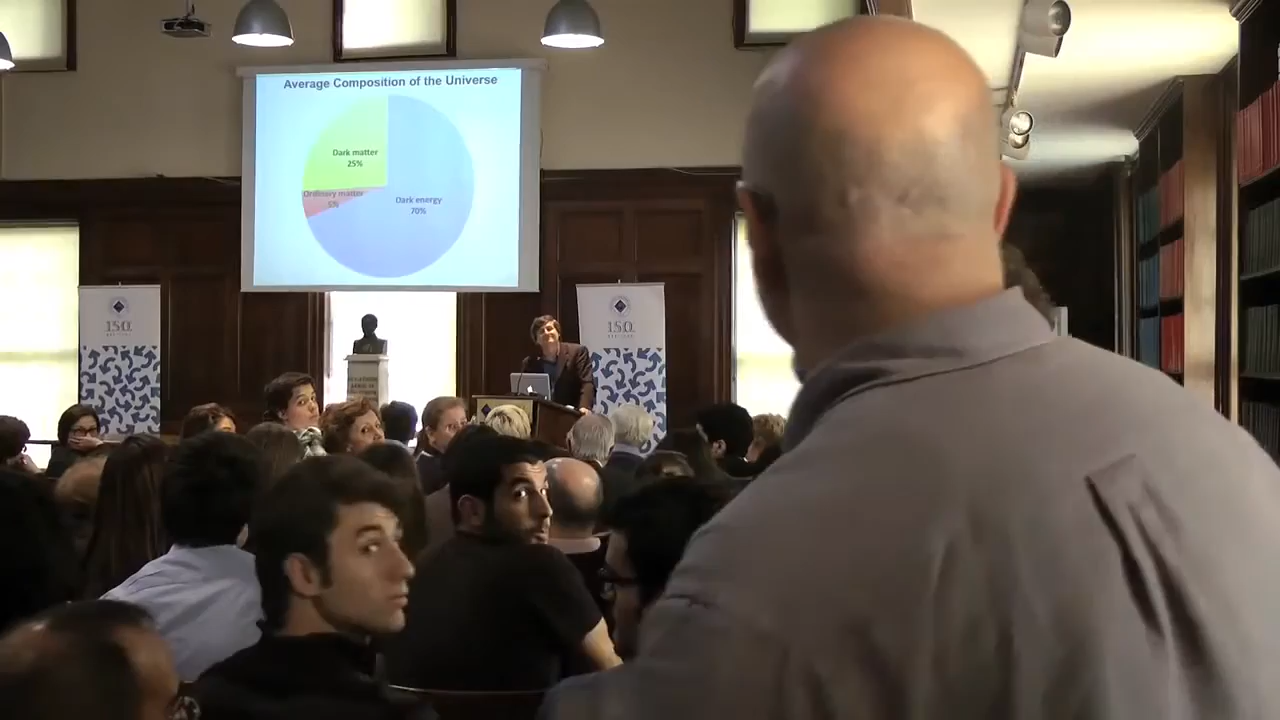 Average Composition of the Universe
Dark matter
25%
Ordinary matter
5%
Dark energy
70%
150
150